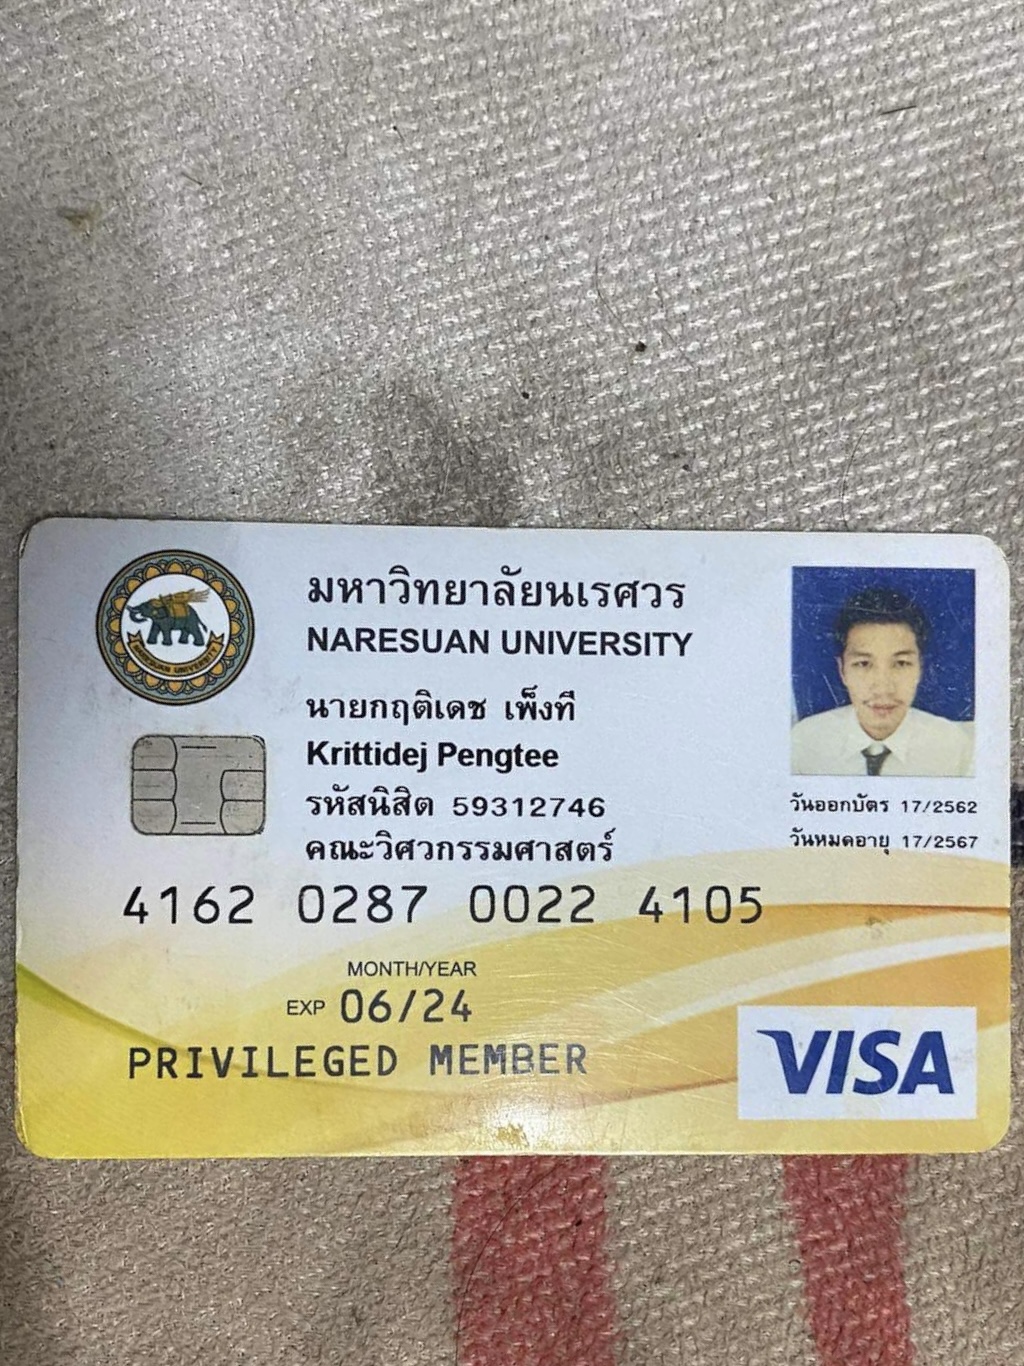 มหาวิทยาลัยนเรศวร
NARESUAN UNIVERSITY
NARESUAN UNIVERSITY
นายกฤติเดช เพ็งที
Krittidej Pengtee
รหัสนิสิต 59312746
คณะวิศวกรรมศาสตร์
วันออกบัตร 17/2562
วันหมดอายุ 17/2567
4162 0287 0022 4105
MONTH/YEAR
EXP 06/24
PRIVILEGED MEMBER
VISA